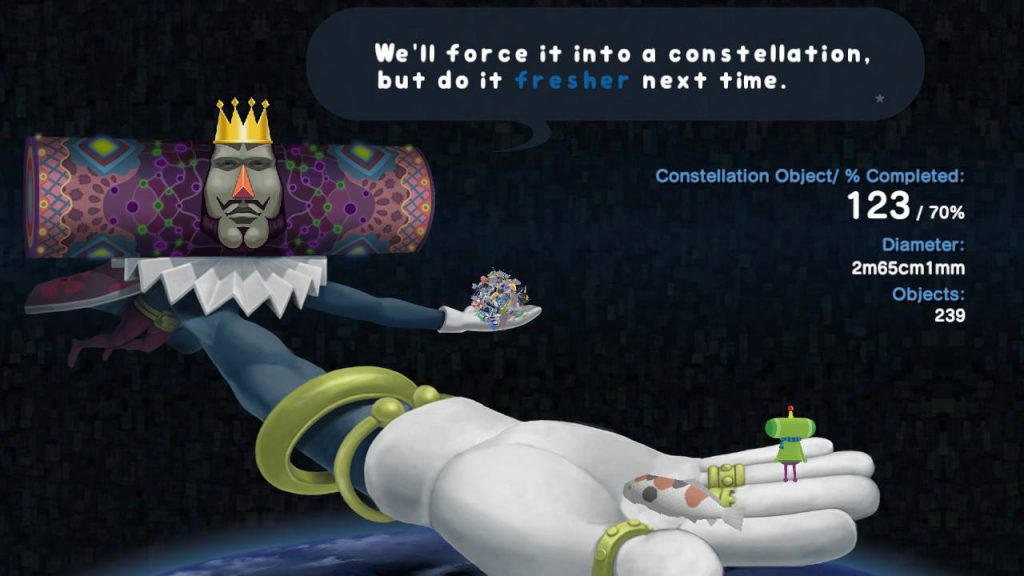 We'll force it into a constellation,
but do it fresher next time.
Constellation Object/ % Completed:
123 / 70%
Diameter:
2m65cm1mm
Objects:
239